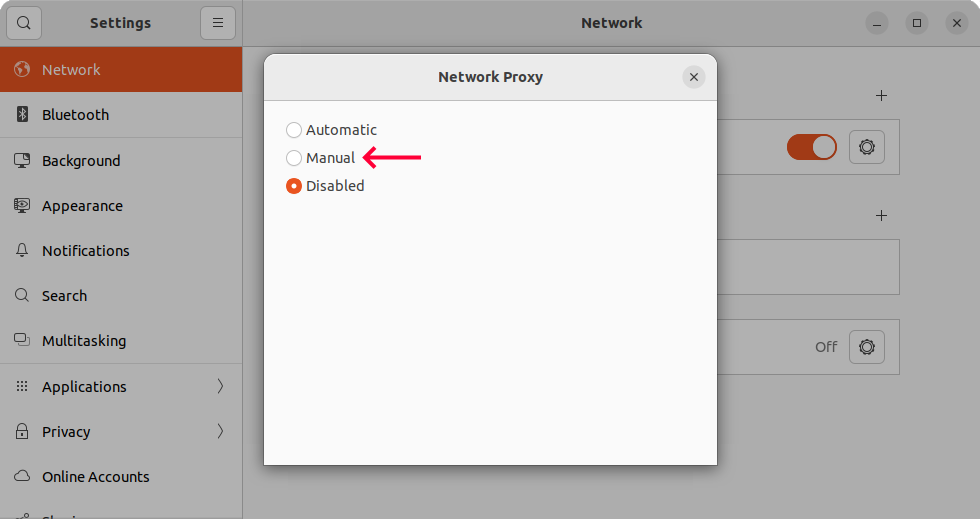 Settings
Network
Network
Bluetooth
Background
Appearance
Notifications
Search
Multitasking
Applications
Privacy
Online Accounts
Network Proxy
Automatic
Manual
Disabled
Off